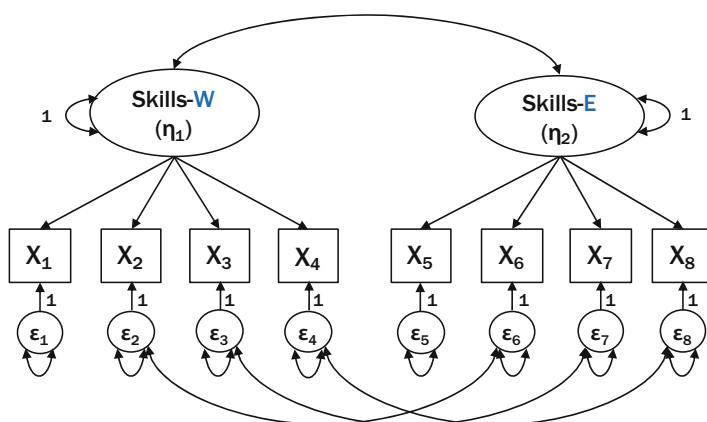 Skills-W
(η₁)
1
Skills-E
(η₂)
1
X₁ X₂ X₃ X₄ X₅ X₆ X₇ X₈
1 1 1 1 1 1 1 1
ε₁ ε₂ ε₃ ε₄ ε₅ ε₆ ε₇ ε₈